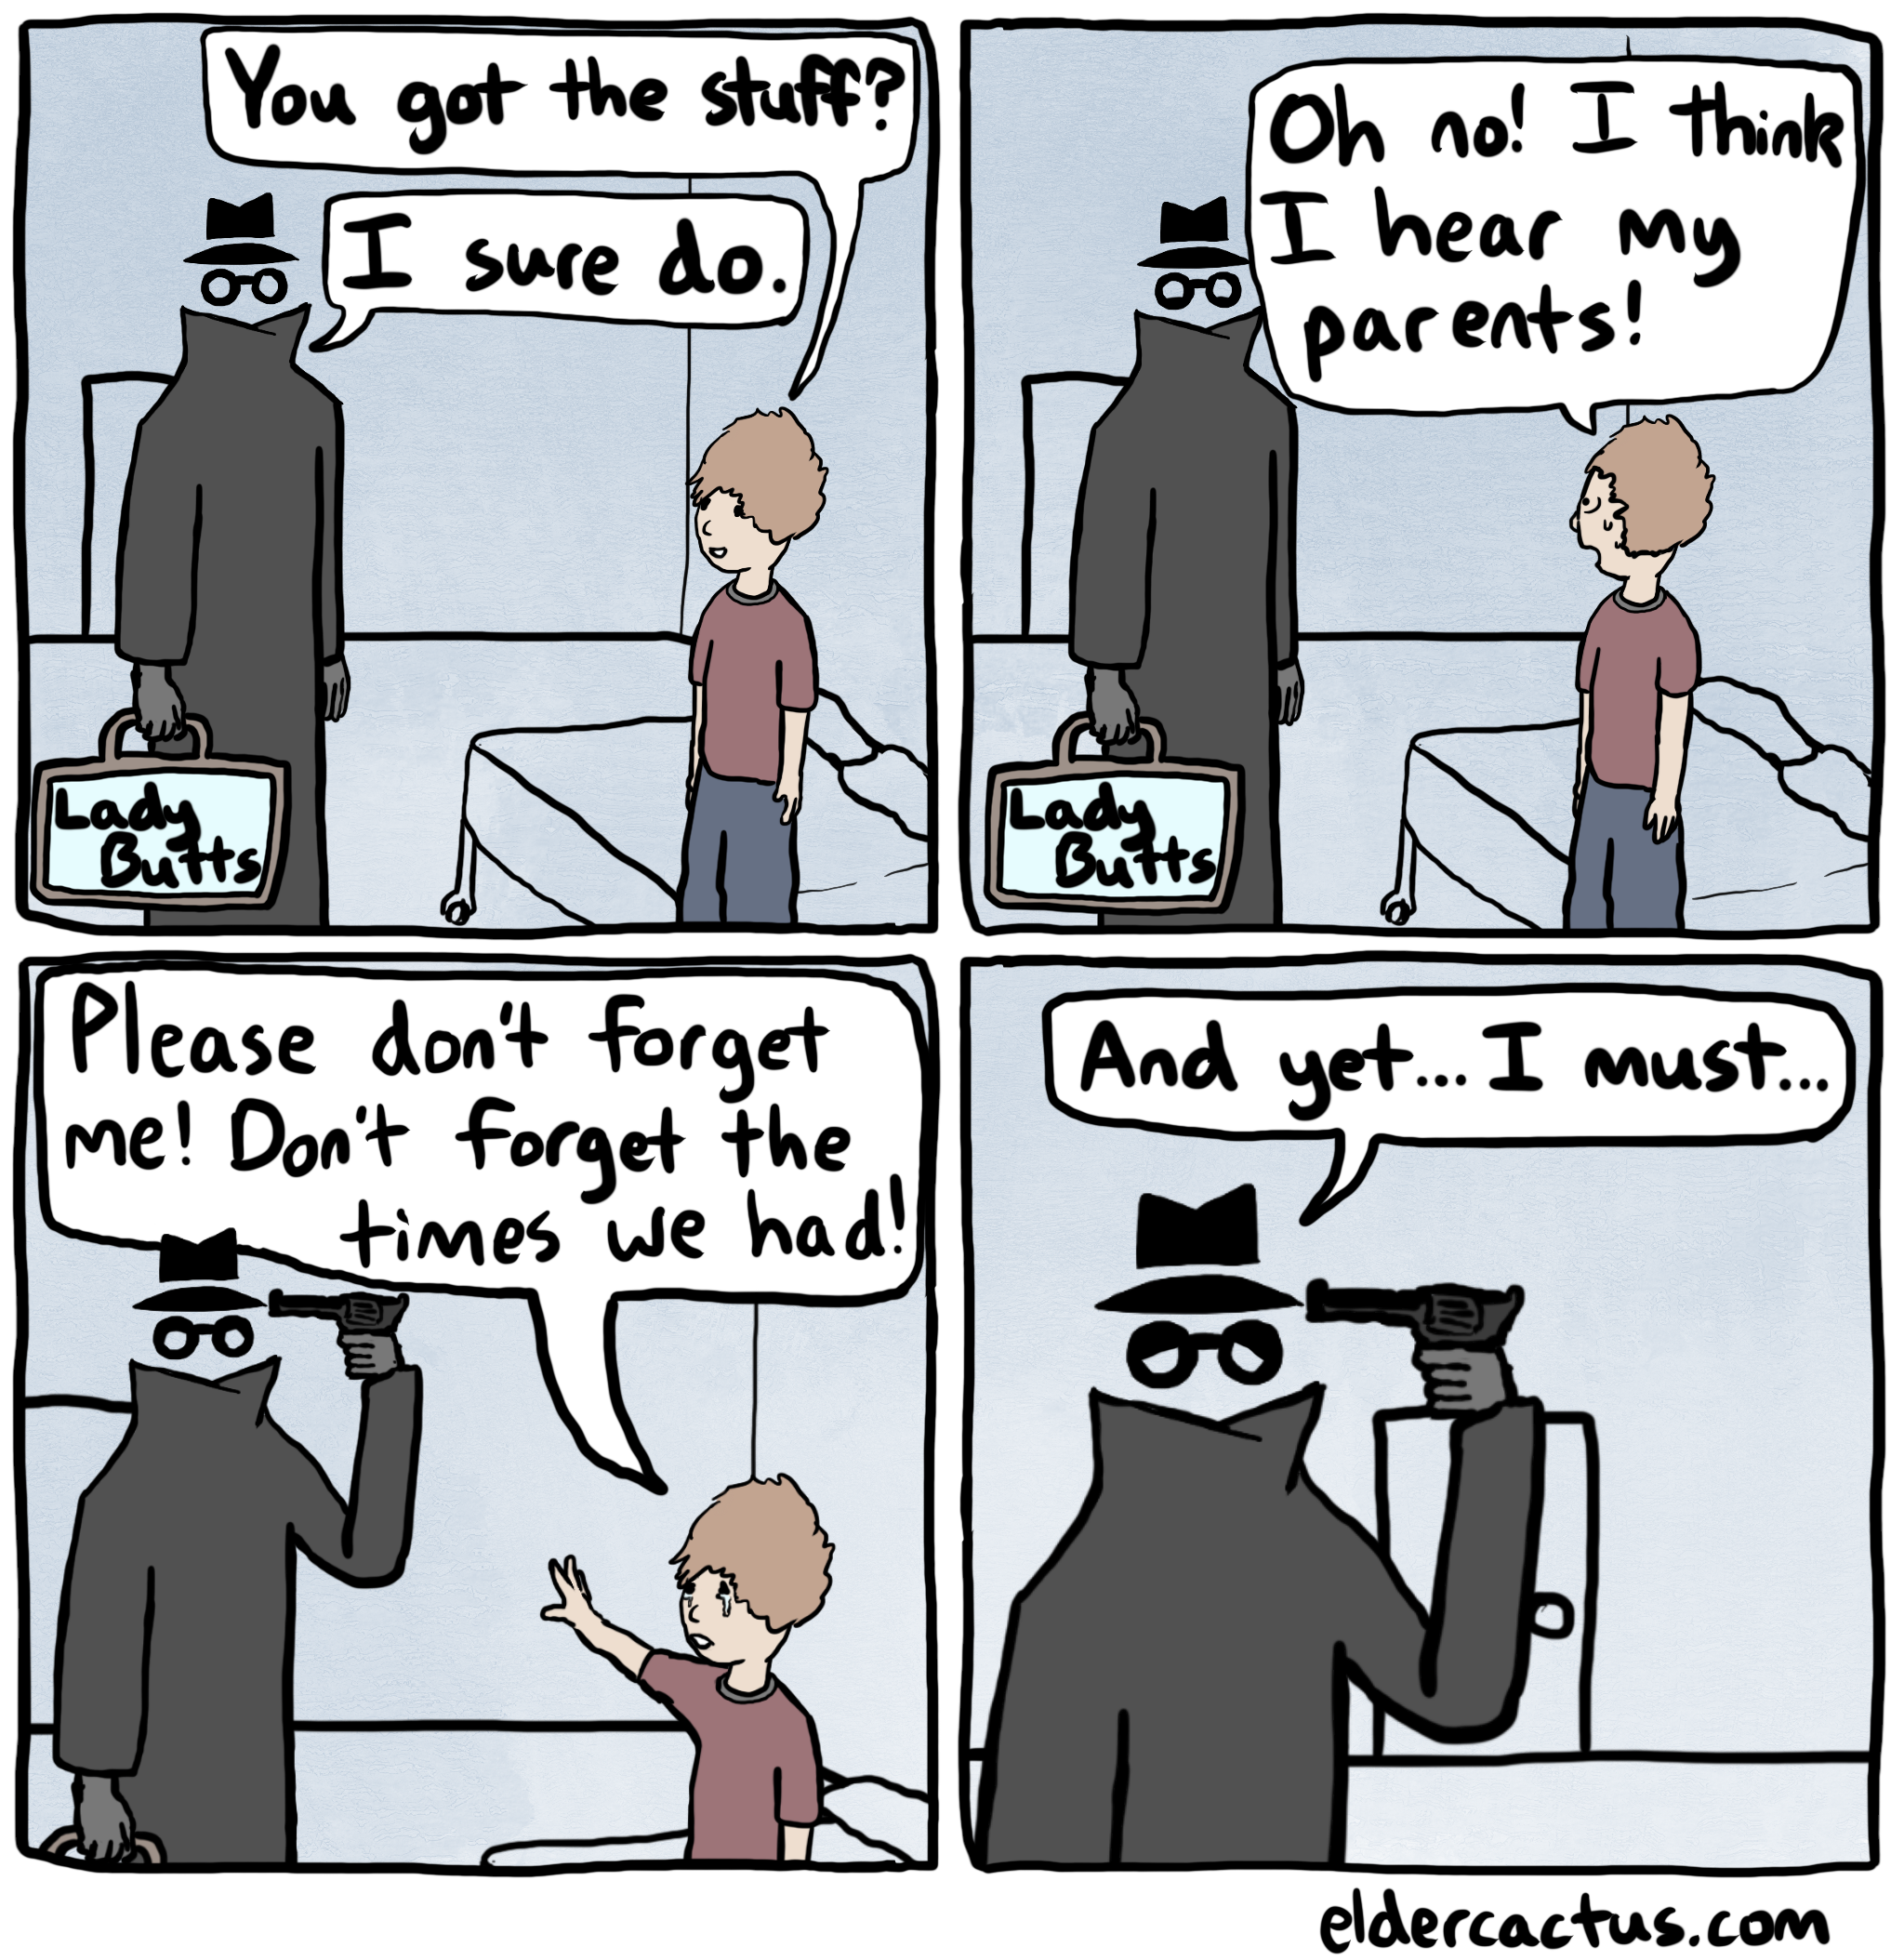 You got the stuff?
I sure do.
Lady
Butts
Oh no! I think
I hear my
parents!
Lady
Butts
Please don't forget
me! Don't forget the
times we had!
And yet... I must...
eldercactus.com